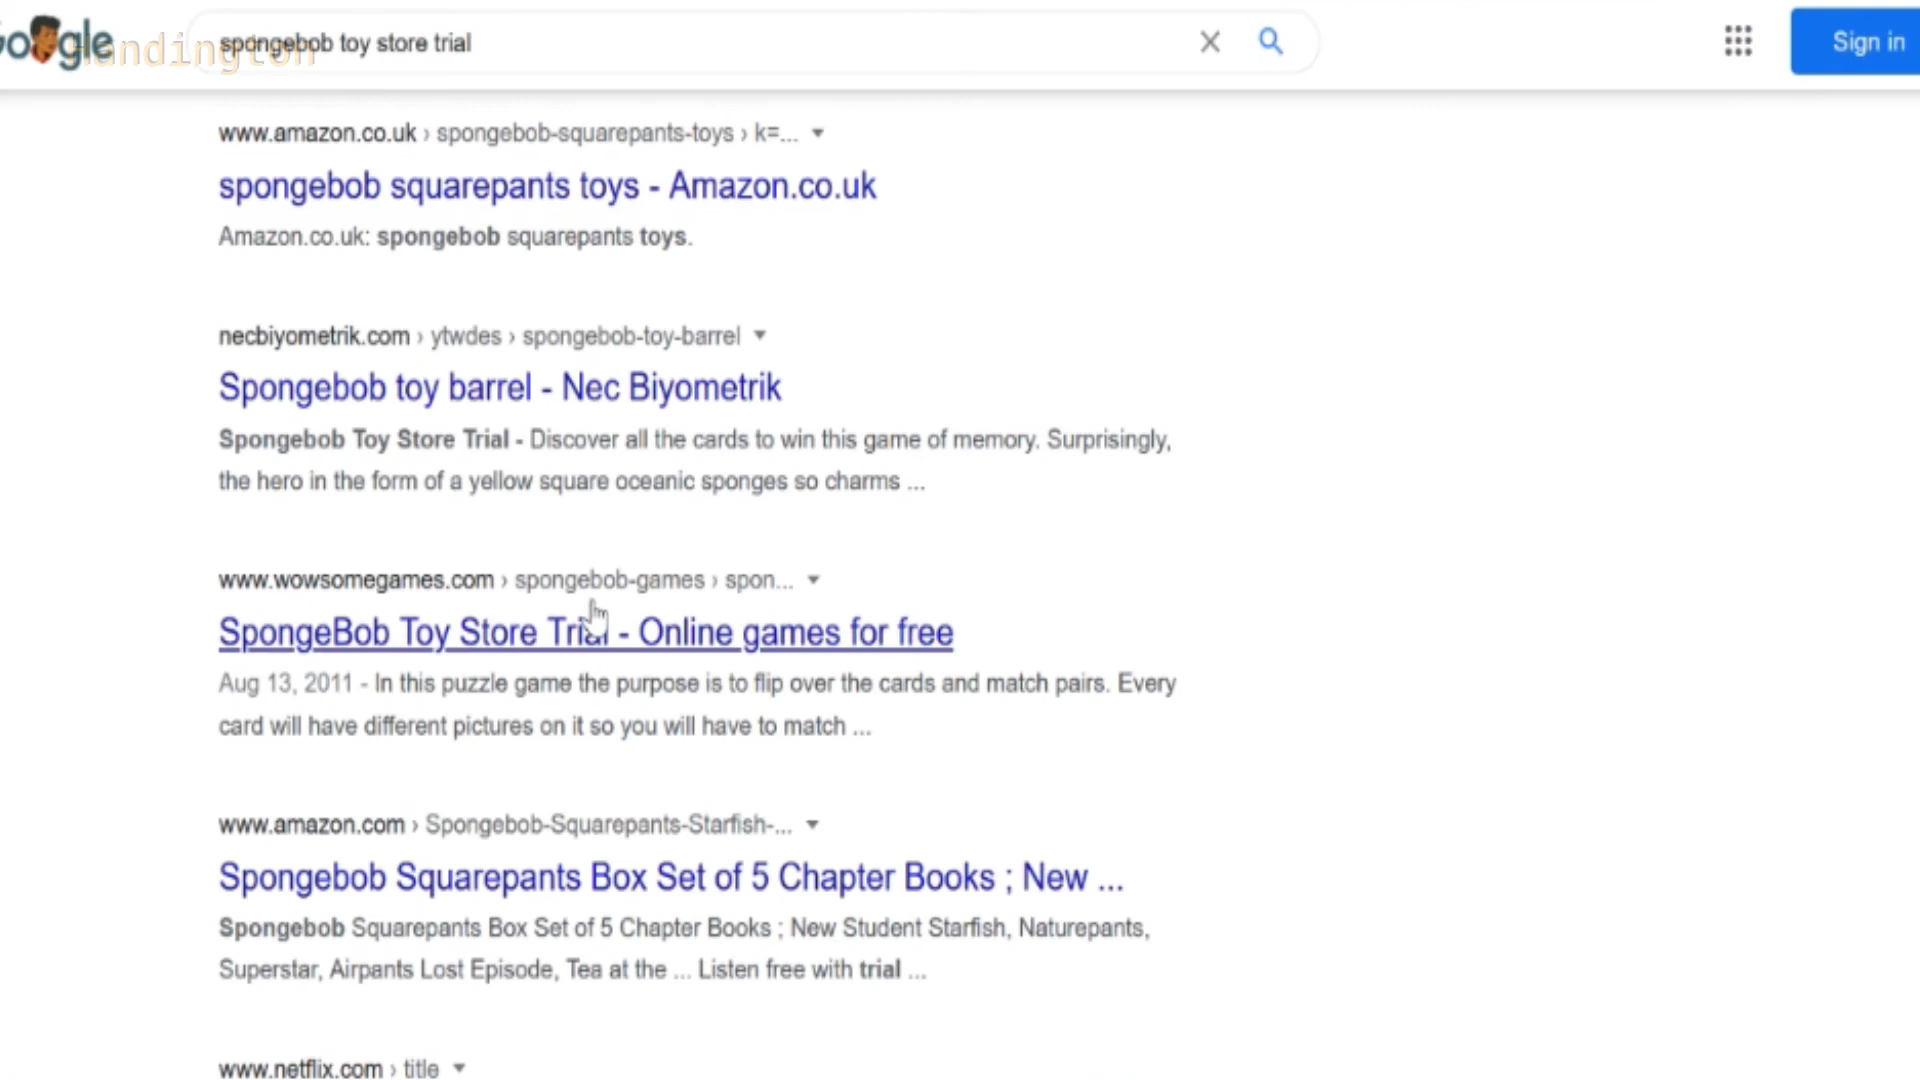 Google
Handington
spongebob toy store trial
Sign in
www.amazon.co.uk › spongebob-squarepants-toys › k=...
spongebob squarepants toys - Amazon.co.uk
Amazon.co.uk: spongebob squarepants toys.
necbiyometrik.com › ytwdes › spongebob-toy-barrel
Spongebob toy barrel - Nec Biyometrik
Spongebob Toy Store Trial - Discover all the cards to win this game of memory. Surprisingly,
the hero in the form of a yellow square oceanic sponges so charms ...
www.wowsomegames.com › spongebob-games › spon...
SpongeBob Toy Store Trial - Online games for free
Aug 13, 2011 - In this puzzle game the purpose is to flip over the cards and match pairs. Every
card will have different pictures on it so you will have to match ...
www.amazon.com › Spongebob-Squarepants-Starfish-...
Spongebob Squarepants Box Set of 5 Chapter Books ; New ...
Spongebob Squarepants Box Set of 5 Chapter Books ; New Student Starfish, Naturepants,
Superstar, Airpants Lost Episode, Tea at the ... Listen free with trial ...
www.netflix.com › title